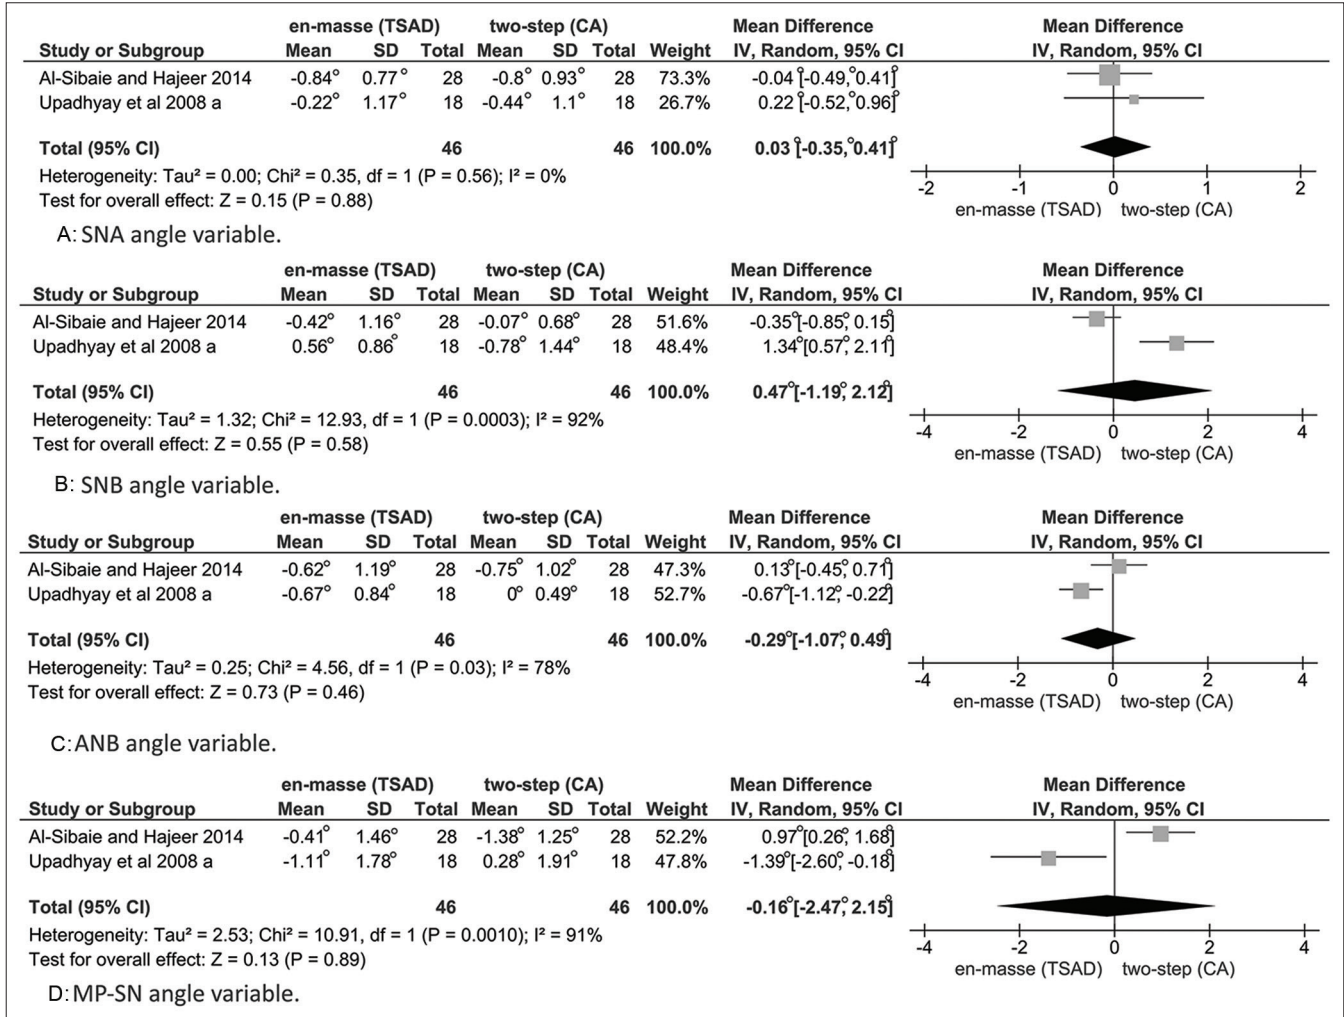 en-masse (TSAD) two-step (CA) Mean Difference Mean Difference
Study or Subgroup Mean SD Total Mean SD Total Weight IV, Random, 95% CI IV, Random, 95% CI
Al-Sibaie and Hajeer 2014 -0.84° 0.77° 28 -0.8° 0.93° 28 73.3% -0.04°[-0.49,°0.41]°
Upadhyay et al 2008 a -0.22° 1.17° 18 -0.44° 1.1° 18 26.7% 0.22°[-0.52,°0.96]°
Total (95% CI) 46 46 100.0% 0.03°[-0.35,°0.41]°
Heterogeneity: Tau² = 0.00; Chi² = 0.35, df = 1 (P = 0.56); I² = 0%
Test for overall effect: Z = 0.15 (P = 0.88)
-2 -1 0 1 2
en-masse (TSAD) two-step (CA)
A: SNA angle variable.
en-masse (TSAD) two-step (CA) Mean Difference Mean Difference
Study or Subgroup Mean SD Total Mean SD Total Weight IV, Random, 95% CI IV, Random, 95% CI
Al-Sibaie and Hajeer 2014 -0.42° 1.16° 28 -0.07° 0.68° 28 51.6% -0.35°[-0.85,° 0.15]°
Upadhyay et al 2008 a 0.56° 0.86° 18 -0.78° 1.44° 18 48.4% 1.34°[0.57,° 2.11]°
Total (95% CI) 46 46 100.0% 0.47°[-1.19,° 2.12]°
Heterogeneity: Tau² = 1.32; Chi² = 12.93, df = 1 (P = 0.0003); I² = 92%
Test for overall effect: Z = 0.55 (P = 0.58)
-4 -2 0 2 4
en-masse (TSAD) two-step (CA)
B: SNB angle variable.
en-masse (TSAD) two-step (CA) Mean Difference Mean Difference
Study or Subgroup Mean SD Total Mean SD Total Weight IV, Random, 95% CI IV, Random, 95% CI
Al-Sibaie and Hajeer 2014 -0.62° 1.19° 28 -0.75° 1.02° 28 47.3% 0.13°[-0.45,° 0.71]°
Upadhyay et al 2008 a -0.67° 0.84° 18 0° 0.49° 18 52.7% -0.67°[-1.12,° -0.22]°
Total (95% CI) 46 46 100.0% -0.29°[-1.07,° 0.49]°
Heterogeneity: Tau² = 0.25; Chi² = 4.56, df = 1 (P = 0.03); I² = 78%
Test for overall effect: Z = 0.73 (P = 0.46)
-4 -2 0 2 4
en-masse (TSAD) two-step (CA)
C: ANB angle variable.
en-masse (TSAD) two-step (CA) Mean Difference Mean Difference
Study or Subgroup Mean SD Total Mean SD Total Weight IV, Random, 95% CI IV, Random, 95% CI
Al-Sibaie and Hajeer 2014 -0.41° 1.46° 28 -1.38° 1.25° 28 52.2% 0.97°[0.26,° 1.68]°
Upadhyay et al 2008 a -1.11° 1.78° 18 0.28° 1.91° 18 47.8% -1.39°[-2.60,° -0.18]°
Total (95% CI) 46 46 100.0% -0.16°[-2.47,° 2.15]°
Heterogeneity: Tau² = 2.53; Chi² = 10.91, df = 1 (P = 0.0010); I² = 91%
Test for overall effect: Z = 0.13 (P = 0.89)
-4 -2 0 2 4
en-masse (TSAD) two-step (CA)
D: MP-SN angle variable.